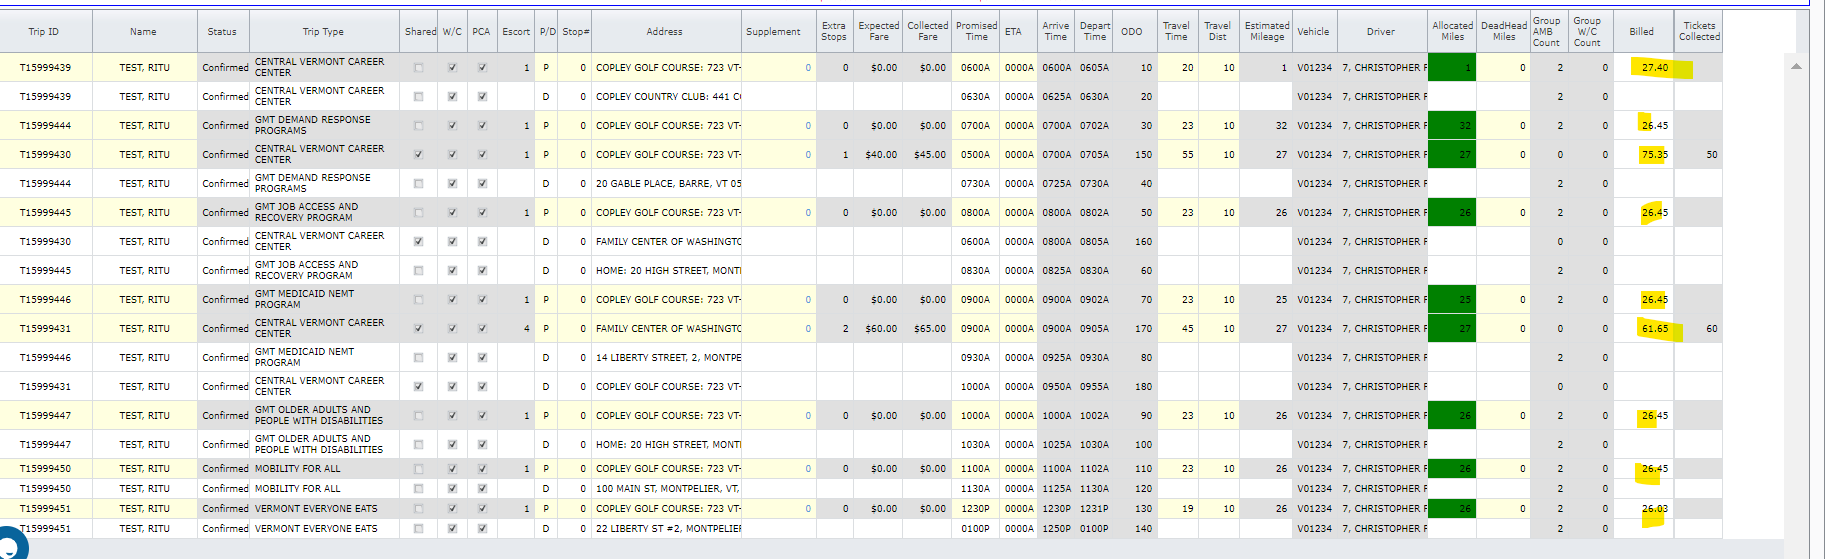 Trip ID Name Status Trip Type Shared W/C PCA Escort P/D Stop# Address Supplement Extra Stops Expected Fare Collected Fare Promised Time ETA Arrive Time Depart Time ODO Travel Time Travel Dist Estimated Mileage Vehicle Driver Allocated Miles DeadHead Miles Group AMB Count Group W/C Count Billed Tickets Collected
T15999439 TEST, RITU Confirmed CENTRAL VERMONT CAREER CENTER 1 P 0 COPLEY GOLF COURSE: 723 VT- 0 0 $0.00 $0.00 0600A 0000A 0600A 0605A 10 20 10 1 V01234 7, CHRISTOPHER F 1 0 2 0 27.40
T15999439 TEST, RITU Confirmed CENTRAL VERMONT CAREER CENTER D 0 COPLEY COUNTRY CLUB: 441 C 0630A 0000A 0625A 0630A 20 V01234 7, CHRISTOPHER F 2 0
T15999444 TEST, RITU Confirmed GMT DEMAND RESPONSE PROGRAMS 1 P 0 COPLEY GOLF COURSE: 723 VT- 0 0 $0.00 $0.00 0700A 0000A 0700A 0702A 30 23 10 32 V01234 7, CHRISTOPHER F 32 0 2 0 26.45
T15999430 TEST, RITU Confirmed CENTRAL VERMONT CAREER CENTER 1 P 0 COPLEY GOLF COURSE: 723 VT- 0 1 $40.00 $45.00 0500A 0000A 0700A 0705A 150 55 10 27 V01234 7, CHRISTOPHER F 27 0 0 0 75.35 50
T15999444 TEST, RITU Confirmed GMT DEMAND RESPONSE PROGRAMS D 0 20 GABLE PLACE, BARRE, VT 05 0730A 0000A 0725A 0730A 40 V01234 7, CHRISTOPHER F 2 0
T15999445 TEST, RITU Confirmed GMT JOB ACCESS AND RECOVERY PROGRAM 1 P 0 COPLEY GOLF COURSE: 723 VT- 0 0 $0.00 $0.00 0800A 0000A 0800A 0802A 50 23 10 26 V01234 7, CHRISTOPHER F 26 0 2 0 26.45
T15999430 TEST, RITU Confirmed CENTRAL VERMONT CAREER CENTER D 0 FAMILY CENTER OF WASHINGTO 0600A 0000A 0800A 0805A 160 V01234 7, CHRISTOPHER F 0 0
T15999445 TEST, RITU Confirmed GMT JOB ACCESS AND RECOVERY PROGRAM D 0 HOME: 20 HIGH STREET, MONT 0830A 0000A 0825A 0830A 60 V01234 7, CHRISTOPHER F 2 0
T15999446 TEST, RITU Confirmed GMT MEDICAID NEMT PROGRAM 1 P 0 COPLEY GOLF COURSE: 723 VT- 0 0 $0.00 $0.00 0900A 0000A 0900A 0902A 70 23 10 25 V01234 7, CHRISTOPHER F 25 0 2 0 26.45
T15999431 TEST, RITU Confirmed CENTRAL VERMONT CAREER CENTER 4 P 0 FAMILY CENTER OF WASHINGTO 0 2 $60.00 $65.00 0900A 0000A 0900A 0905A 170 45 10 27 V01234 7, CHRISTOPHER F 27 0 0 0 61.65 60
T15999446 TEST, RITU Confirmed GMT MEDICAID NEMT PROGRAM D 0 14 LIBERTY STREET, 2, MONTPE 0930A 0000A 0925A 0930A 80 V01234 7, CHRISTOPHER F 2 0
T15999431 TEST, RITU Confirmed CENTRAL VERMONT CAREER CENTER D 0 COPLEY GOLF COURSE: 723 VT- 1000A 0000A 0950A 0955A 180 V01234 7, CHRISTOPHER F 0 0
T15999447 TEST, RITU Confirmed GMT OLDER ADULTS AND PEOPLE WITH DISABILITIES 1 P 0 COPLEY GOLF COURSE: 723 VT- 0 0 $0.00 $0.00 1000A 0000A 1000A 1002A 90 23 10 26 V01234 7, CHRISTOPHER F 26 0 2 0 26.45
T15999447 TEST, RITU Confirmed GMT OLDER ADULTS AND PEOPLE WITH DISABILITIES D 0 HOME: 20 HIGH STREET, MONT 1030A 0000A 1025A 1030A 100 V01234 7, CHRISTOPHER F 2 0
T15999450 TEST, RITU Confirmed MOBILITY FOR ALL 1 P 0 COPLEY GOLF COURSE: 723 VT- 0 0 $0.00 $0.00 1100A 0000A 1100A 1102A 110 23 10 26 V01234 7, CHRISTOPHER F 26 0 2 0 26.45
T15999450 TEST, RITU Confirmed MOBILITY FOR ALL D 0 100 MAIN ST, MONTPELIER, VT, 1130A 0000A 1125A 1130A 120 V01234 7, CHRISTOPHER F 2 0
T15999451 TEST, RITU Confirmed VERMONT EVERYONE EATS 1 P 0 COPLEY GOLF COURSE: 723 VT- 0 0 $0.00 $0.00 1230P 0000A 1230P 1231P 130 19 10 26 V01234 7, CHRISTOPHER F 26 0 2 0 26.03
T15999451 TEST, RITU Confirmed VERMONT EVERYONE EATS D 0 22 LIBERTY ST #2, MONTPELIEF 0100P 0000A 1250P 0100P 140 V01234 7, CHRISTOPHER F 2 0